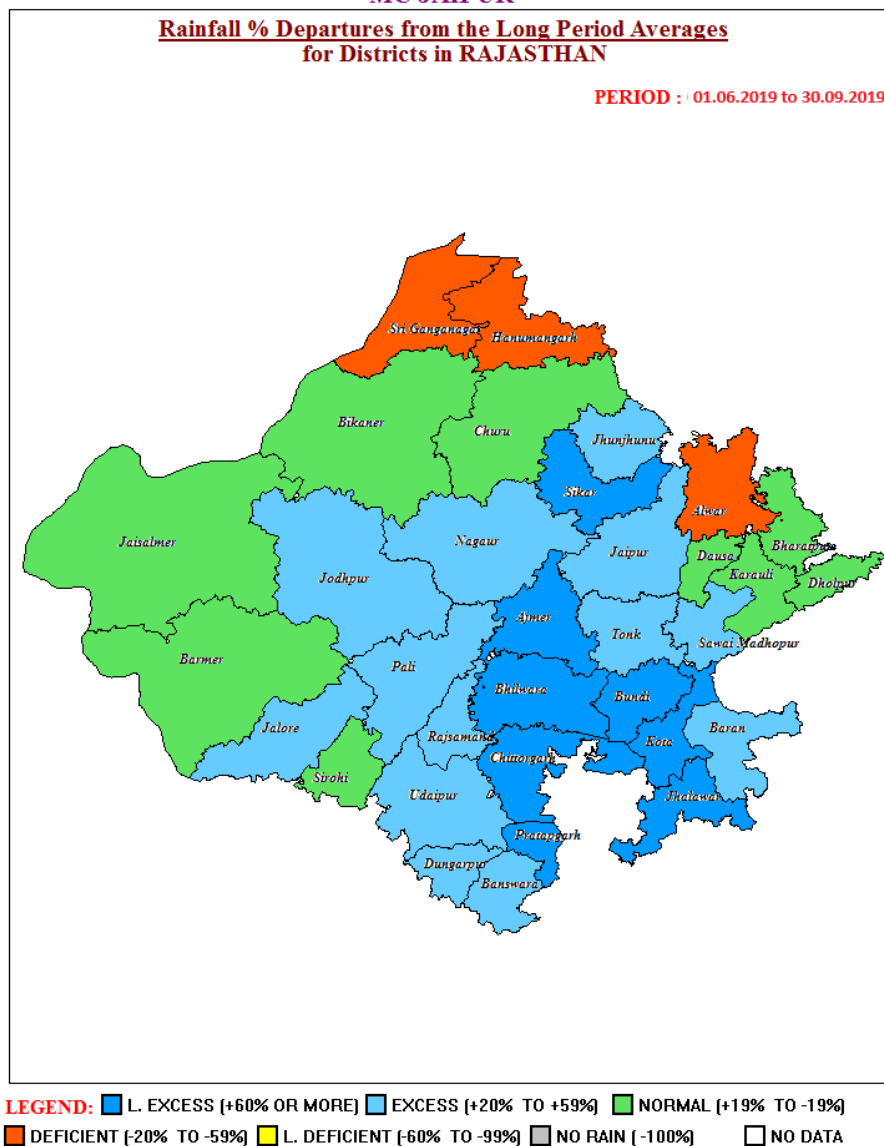 MC JAIPUR
Rainfall % Departures from the Long Period Averages
for Districts in RAJASTHAN
PERIOD : 01.06.2019 to 30.09.2019
Sri Ganganagar
Hanumangarh
Bikaner
Churu
Jhunjhunu
Sikar
Alwar
Jaisalmer
Nagaur
Jaipur
Dausa
Bharatpur
Jodhpur
Karauli
Dholpur
Ajmer
Tonk
Sawai Madhopur
Barmer
Pali
Bhilwara
Bundi
Jalore
Rajsamand
Kota
Baran
Chittorgarh
Sirohi
Udaipur
Jhalawar
Pratapgarh
Dungarpur
Banswara
LEGEND: L. EXCESS (+60% OR MORE) EXCESS (+20% TO +59%) NORMAL (+19% TO -19%)
DEFICIENT (-20% TO -59%) L. DEFICIENT (-60% TO -99%) NO RAIN (-100%) NO DATA